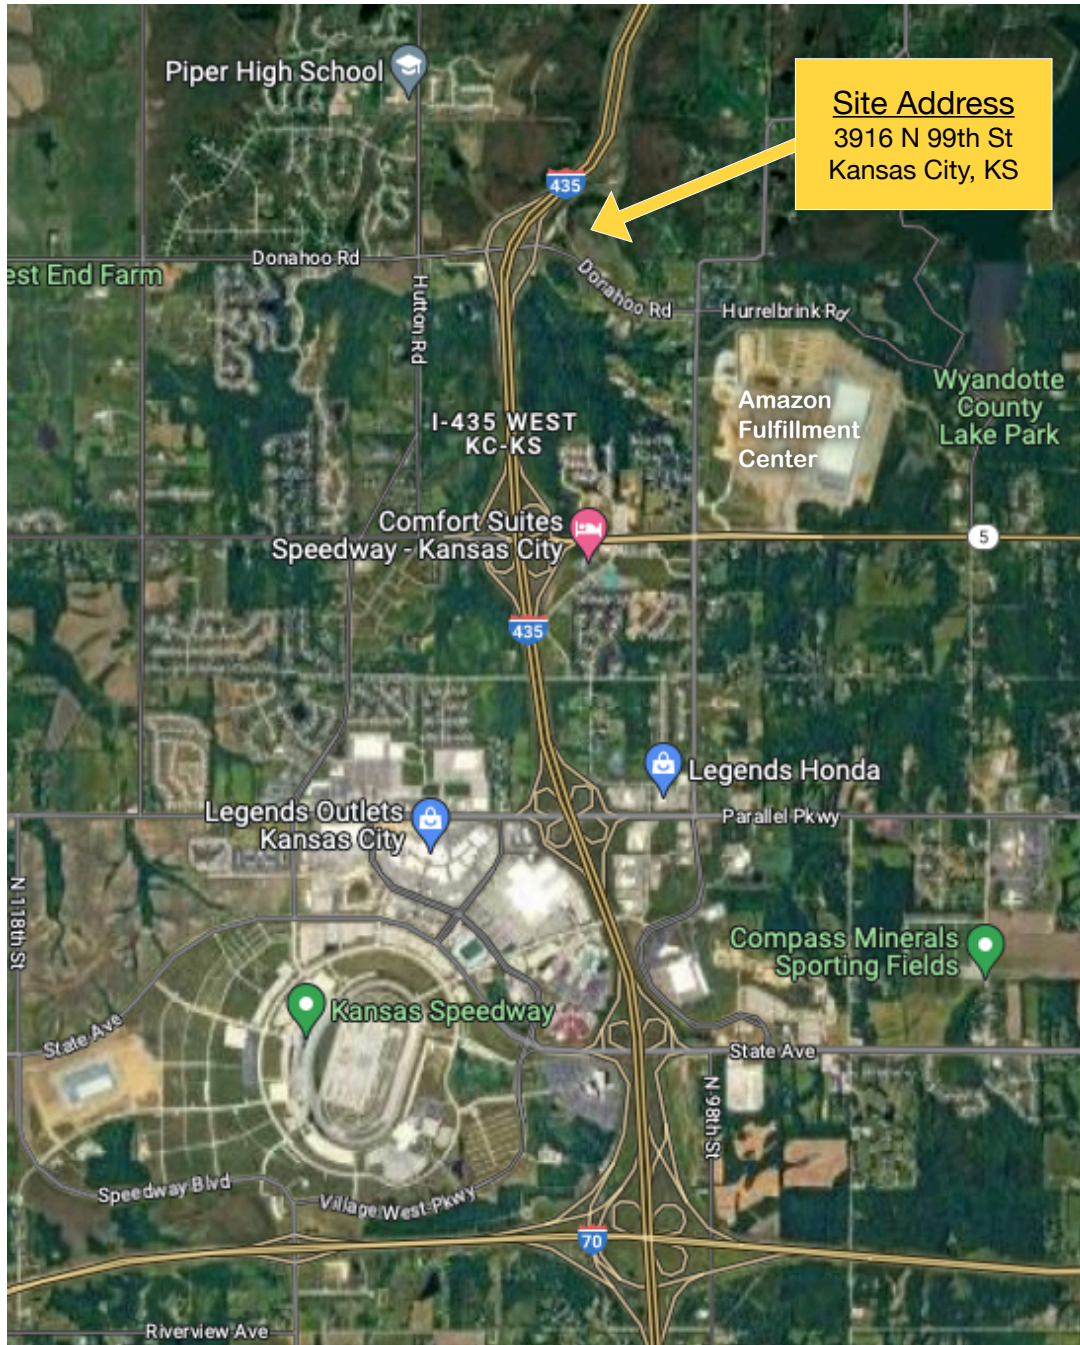 Piper High School
Site Address
3916 N 99th St
Kansas City, KS
435
Donahoo Rd
est End Farm
Hutton Rd
Donahoo Rd
Hurrelbrink Rd
Wyandotte
County
Lake Park
Amazon
Fulfillment
Center
I-435 WEST
KC-KS
Comfort Suites
Speedway - Kansas City
5
435
Legends Honda
Legends Outlets
Kansas City
Parallel Pkwy
N 118th St
Compass Minerals
Sporting Fields
Kansas Speedway
State Ave
State Ave
N 98th St
Speedway Blvd
Village West Pkwy
70
Riverview Ave